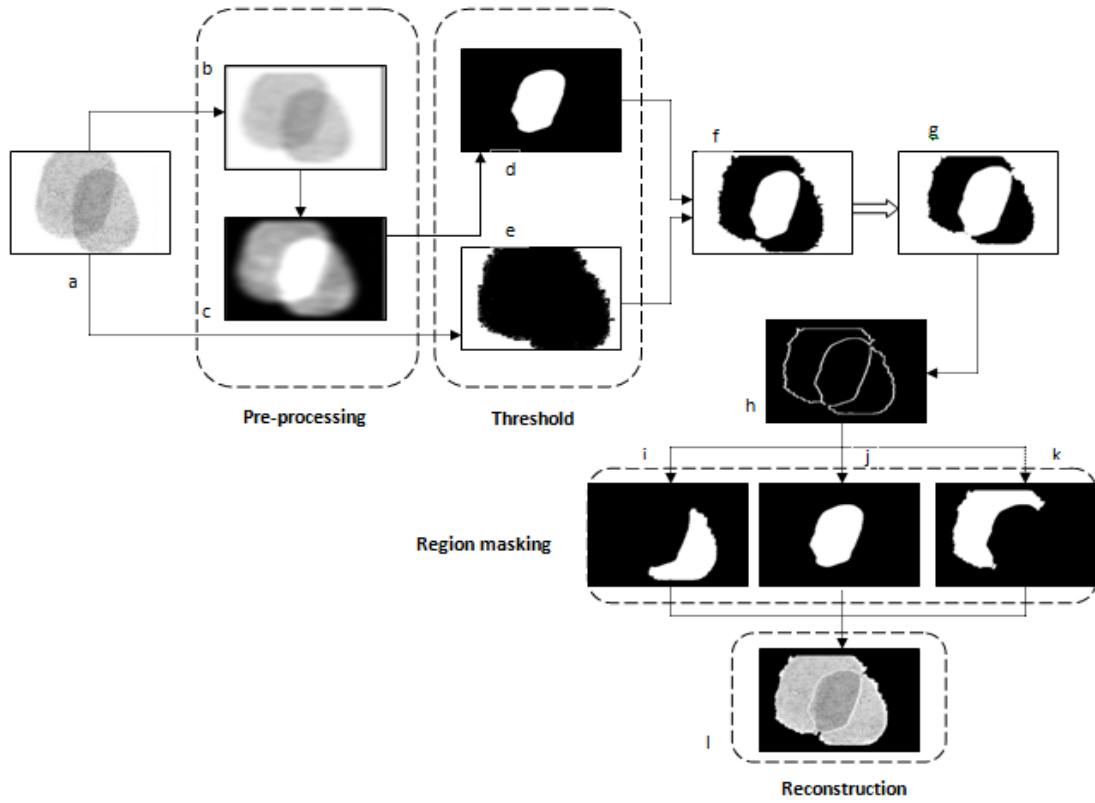 b
a
c
Pre-processing
d
e
Threshold
f
g
h
i
j
k
Region masking
l
Reconstruction